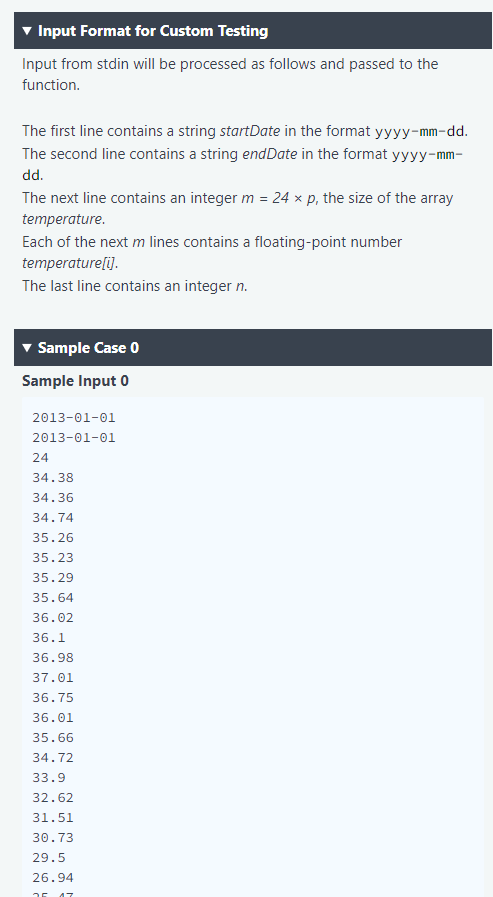 ▼ Input Format for Custom Testing
Input from stdin will be processed as follows and passed to the
function.
The first line contains a string startDate in the format yyyy-mm-dd.
The second line contains a string endDate in the format yyyy-mm-
dd.
The next line contains an integer m = 24 × p, the size of the array
temperature.
Each of the next m lines contains a floating-point number
temperature[i].
The last line contains an integer n.
▼ Sample Case 0
Sample Input 0
2013-01-01
2013-01-01
24
34.38
34.36
34.74
35.26
35.23
35.29
35.64
36.02
36.1
36.98
37.01
36.75
36.01
35.66
34.72
33.9
32.62
31.51
30.73
29.5
26.94